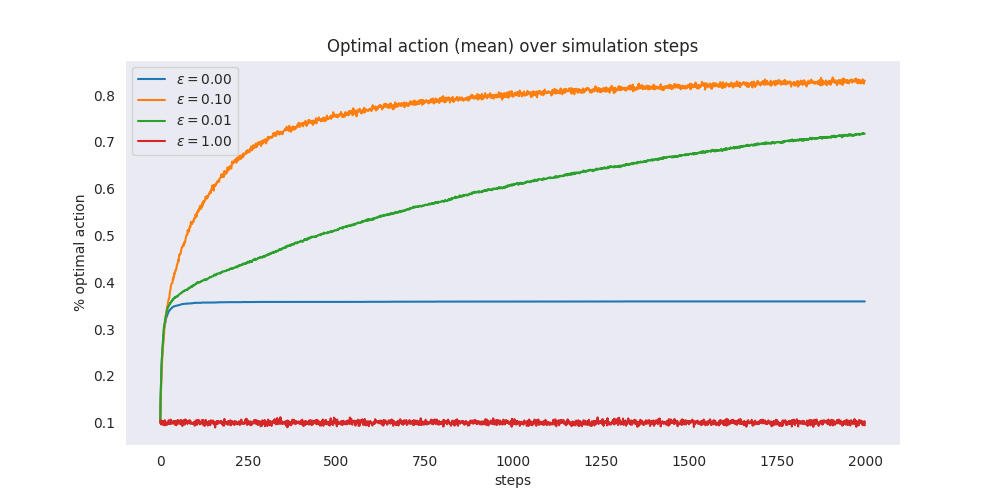 Optimal action (mean) over simulation steps
ε = 0.00
ε = 0.10
ε = 0.01
ε = 1.00
% optimal action
0.8
0.7
0.6
0.5
0.4
0.3
0.2
0.1
0 250 500 750 1000 1250 1500 1750 2000
steps